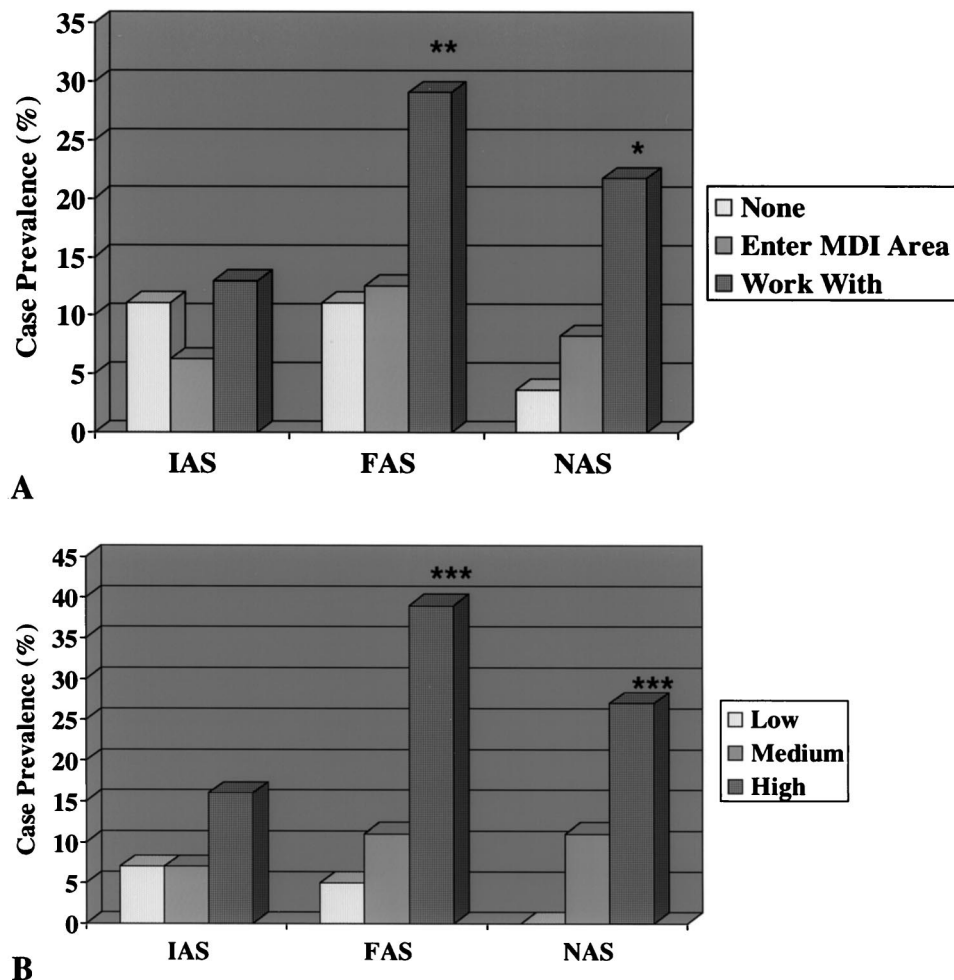 35
30
25
20
15
10
5
0
Case Prevalence (%)
**
*
IAS FAS NAS
None
Enter MDI Area
Work With
A
45
40
35
30
25
20
15
10
5
0
Case Prevalence (%)
***
***
IAS FAS NAS
Low
Medium
High
B